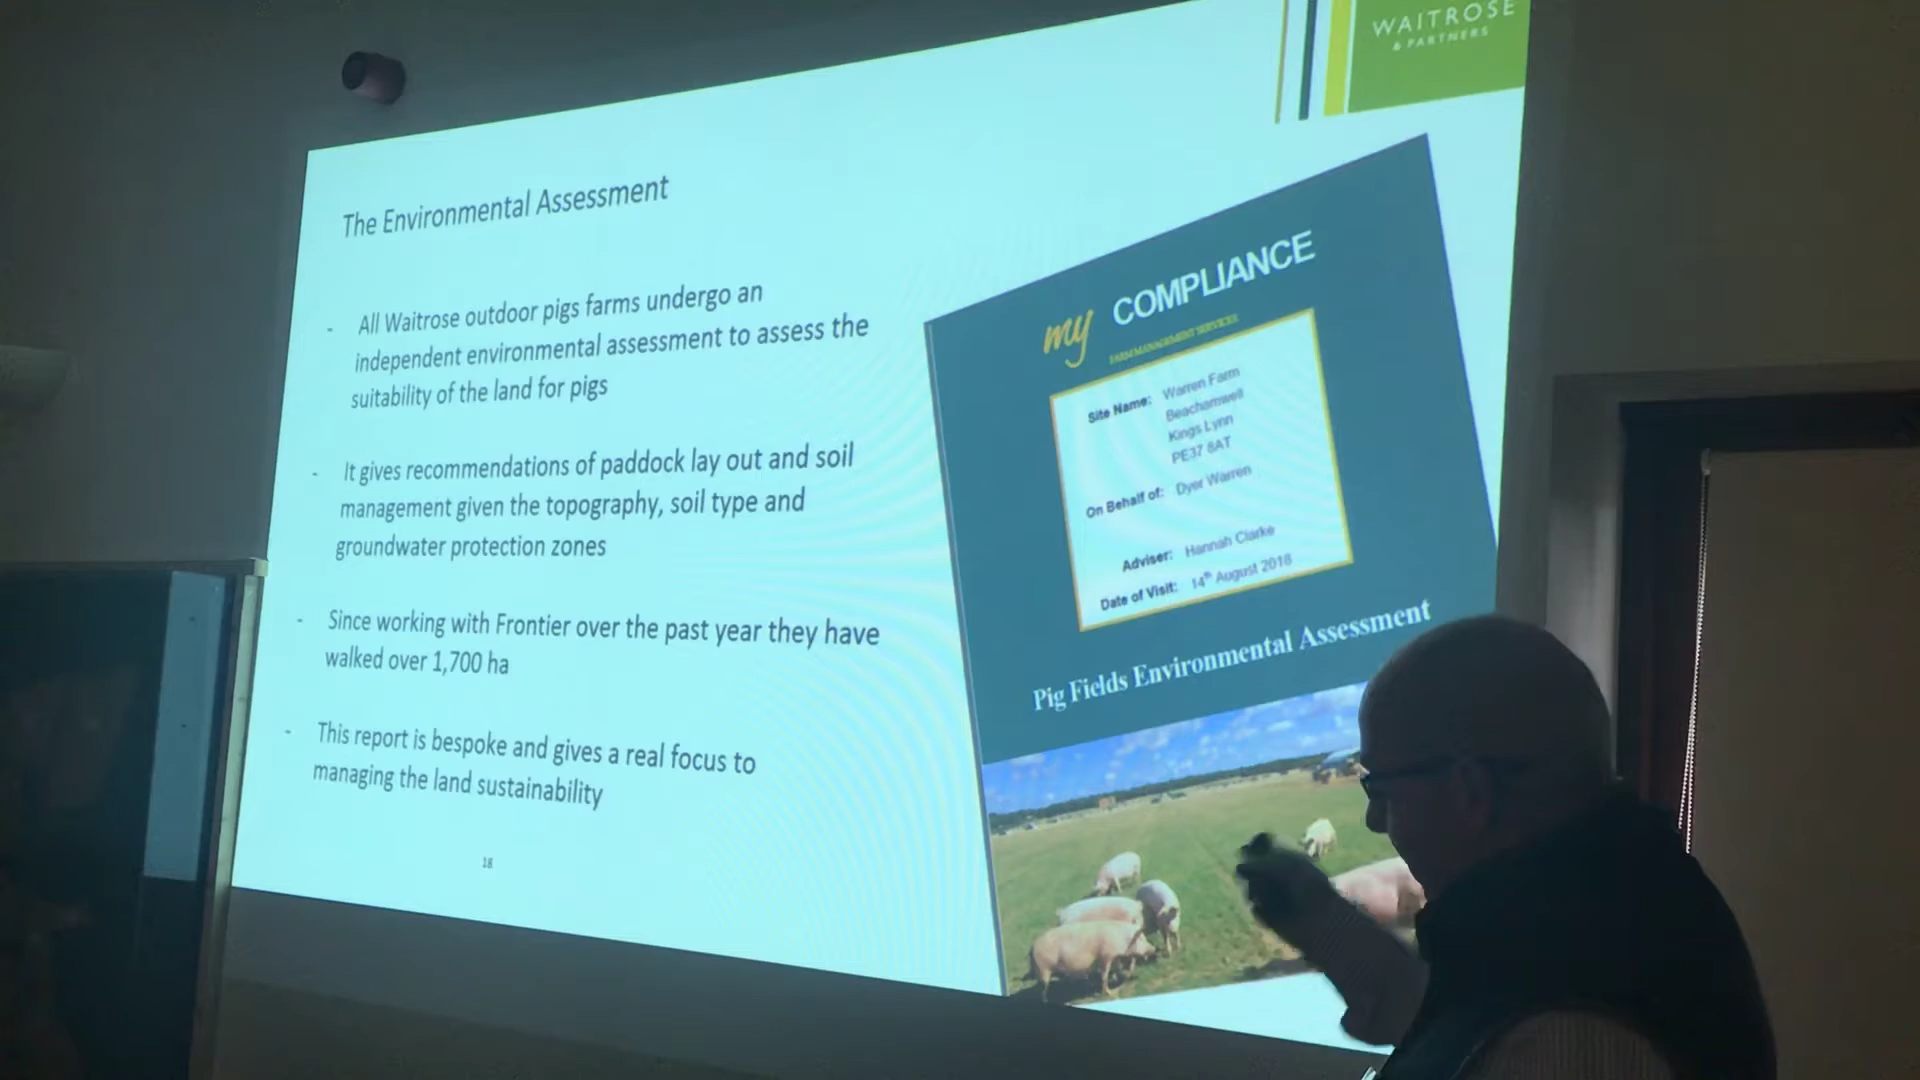 WAITROSE
& PARTNERS
The Environmental Assessment
- All Waitrose outdoor pigs farms undergo an
independent environmental assessment to assess the
suitability of the land for pigs
- It gives recommendations of paddock lay out and soil
management given the topography, soil type and
groundwater protection zones
- Since working with Frontier over the past year they have
walked over 1,700 ha
- This report is bespoke and gives a real focus to
managing the land sustainability
18
my COMPLIANCE
FARM MANAGEMENT SERVICES
Site Name: Warren Farm
Beachamwell
Kings Lynn
PE37 8AT
On Behalf of: Dyer Warren
Adviser: Hannah Clarke
Date of Visit: 14th August 2018
Pig Fields Environmental Assessment